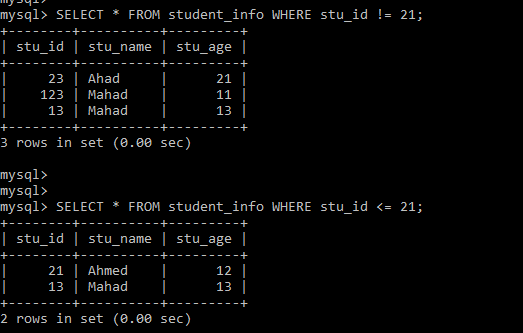 mysql>
mysql> SELECT * FROM student_info WHERE stu_id != 21;
+--------+----------+---------+
| stu_id | stu_name | stu_age |
+--------+----------+---------+
|     23 | Ahad     |      21 |
|    123 | Mahad    |      11 |
|     13 | Mahad    |      13 |
+--------+----------+---------+
3 rows in set (0.00 sec)

mysql>
mysql>
mysql> SELECT * FROM student_info WHERE stu_id <= 21;
+--------+----------+---------+
| stu_id | stu_name | stu_age |
+--------+----------+---------+
|     21 | Ahmed    |      12 |
|     13 | Mahad    |      13 |
+--------+----------+---------+
2 rows in set (0.00 sec)